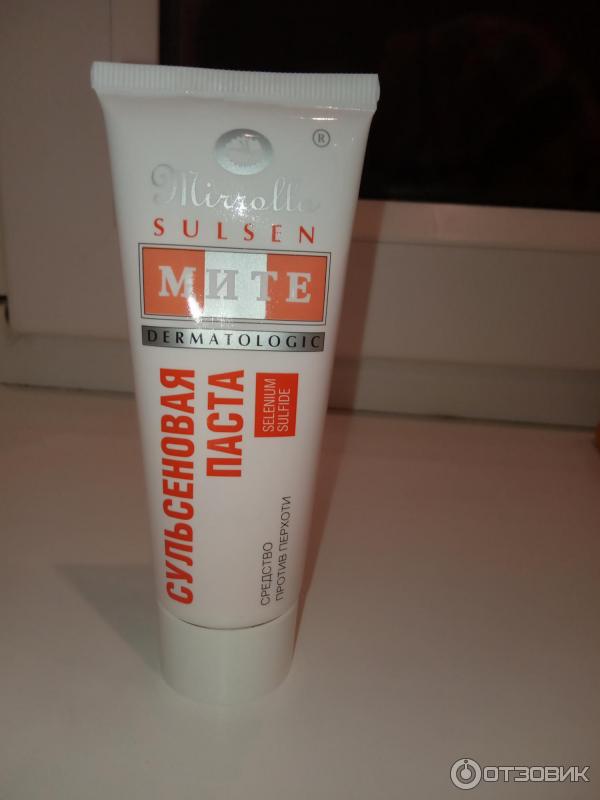 ®
Mirrolla
SULSEN
МИТЕ
DERMATOLOGIC
СУЛЬСЕНОВАЯ
ПАСТА
SELENIUM
SULFIDE
СРЕДСТВО
ПРОТИВ ПЕРХОТИ
ОТЗОВИК